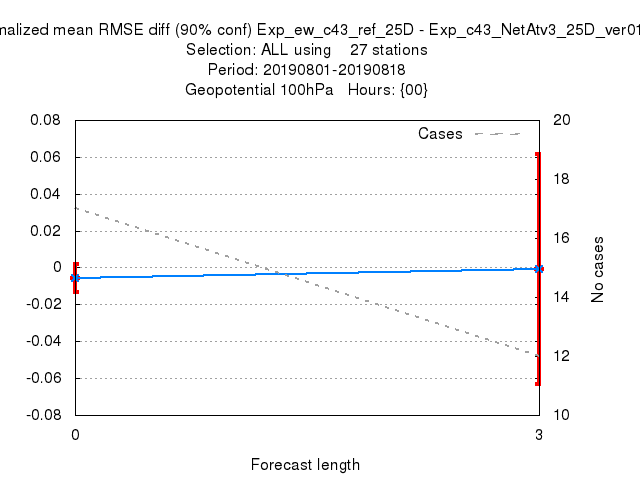 malized mean RMSE diff (90% conf) Exp_ew_c43_ref_25D - Exp_c43_NetAtv3_25D_ver01
Selection: ALL using 27 stations
Period: 20190801-20190818
Geopotential 100hPa Hours: {00}
Cases
0.08
0.06
0.04
0.02
0
-0.02
-0.04
-0.06
-0.08
20
18
16
14
12
10
No cases
0
3
Forecast length